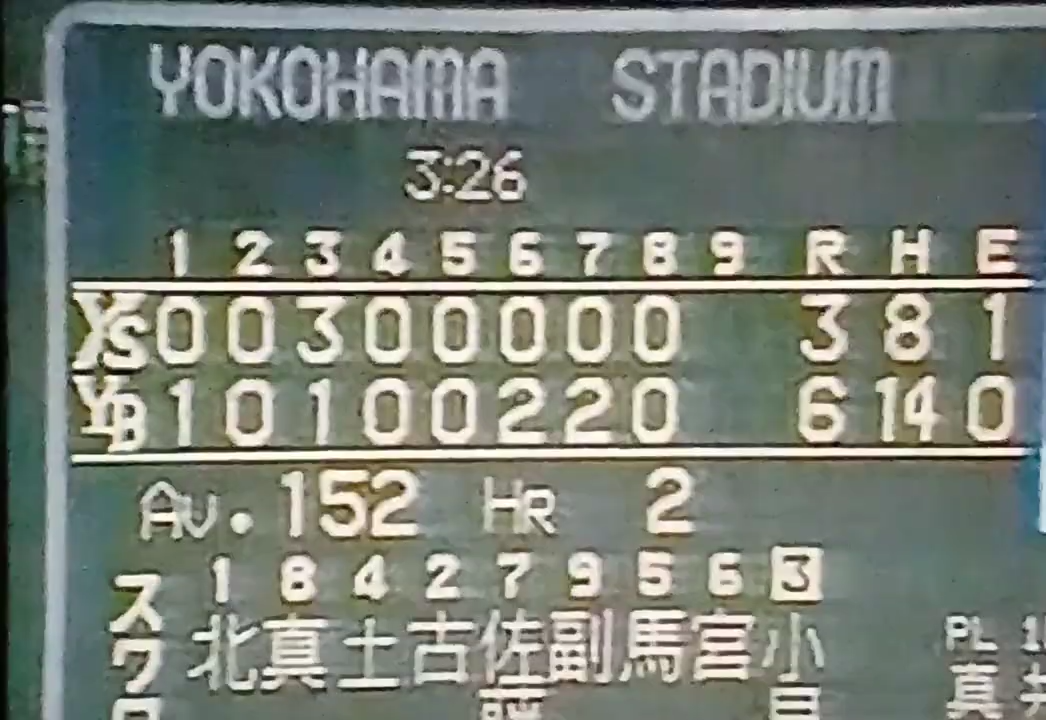 YOKOHAMA STADIUM
3:26
1 2 3 4 5 6 7 8 9 R H E
YS 0 0 3 0 0 0 0 0 3 8 1
YB 1 0 1 0 0 2 2 0 6 14 0
AV. 152 HR 2
1 8 4 2 7 9 5 6 3
スワ 北 真 土 古 佐 副 馬 宮 小
PL
真